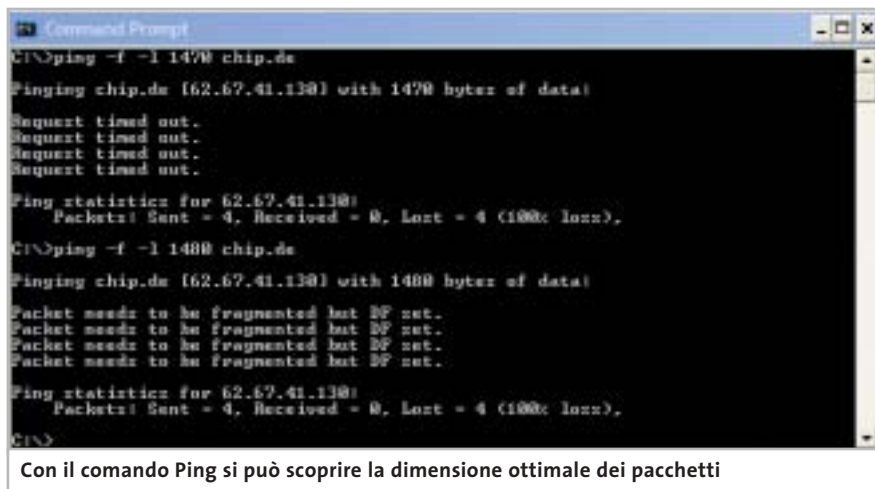 Command Prompt
C:\>ping -f -l 1470 chip.de
Pinging chip.de [62.67.41.130] with 1470 bytes of data:
Request timed out.
Request timed out.
Request timed out.
Request timed out.
Ping statistics for 62.67.41.130:
Packets: Sent = 4, Received = 0, Lost = 4 (100% loss),
C:\>ping -f -l 1480 chip.de
Pinging chip.de [62.67.41.130] with 1480 bytes of data:
Packet needs to be fragmented but DF set.
Packet needs to be fragmented but DF set.
Packet needs to be fragmented but DF set.
Packet needs to be fragmented but DF set.
Ping statistics for 62.67.41.130:
Packets: Sent = 4, Received = 0, Lost = 4 (100% loss),
C:\>
Con il comando Ping si può scoprire la dimensione ottimale dei pacchetti